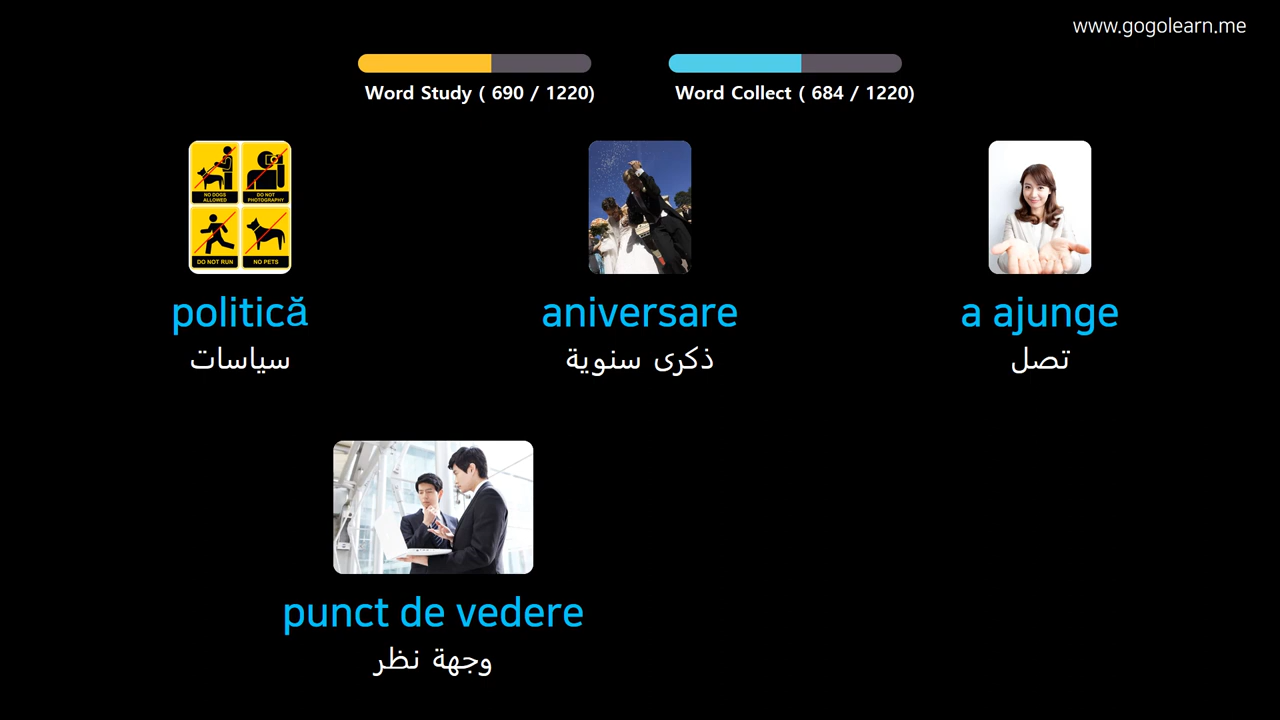 www.gogolearn.me
Word Study ( 690 / 1220)
Word Collect ( 684 / 1220)
NO DOGS
ALLOWED
DO NOT
PHOTOGRAPHY
DO NOT RUN
NO PETS
politică
aniversare
a ajunge
سياسات
ذكرى سنوية
تصل
punct de vedere
وجهة نظر